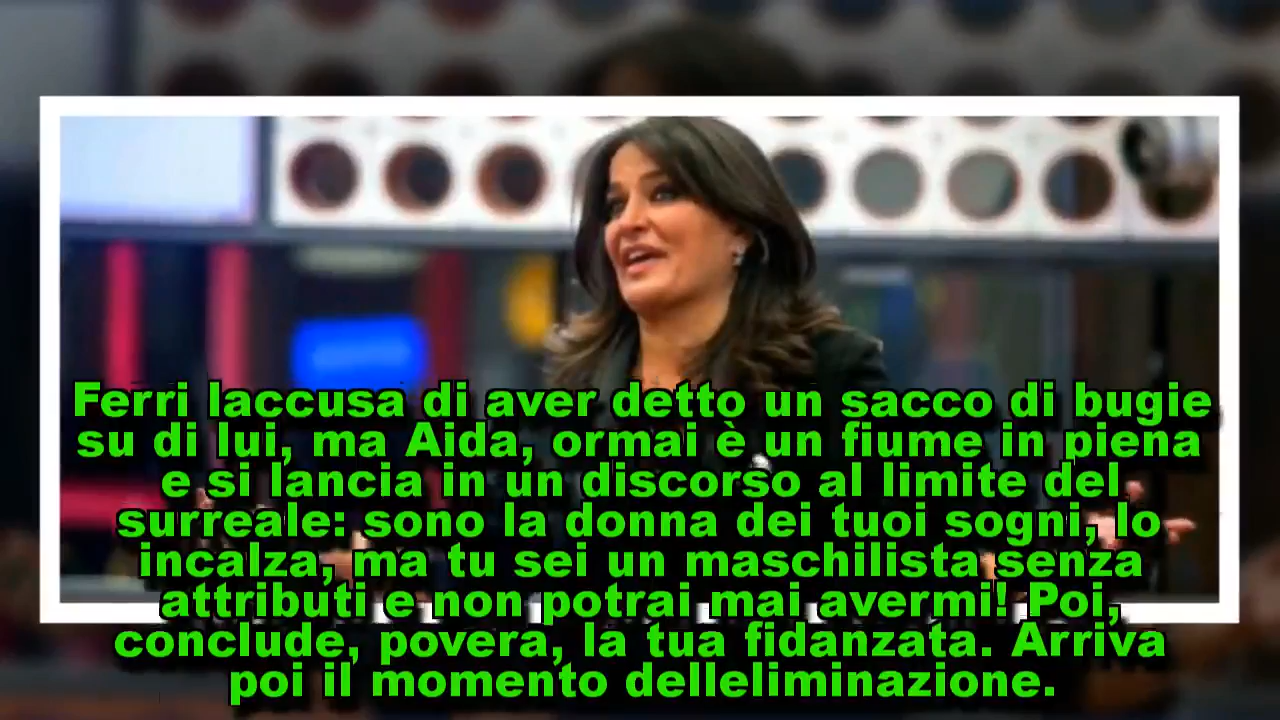 Ferri laccusa di aver detto un sacco di bugie
su di lui, ma Aida, ormai è un fiume in piena
e si lancia in un discorso al limite del
surreale: sono la donna dei tuoi sogni, lo
incalza, ma tu sei un maschilista senza
attributi e non potrai mai avermi! Poi,
conclude, povera, la tua fidanzata. Arriva
poi il momento delleliminazione.